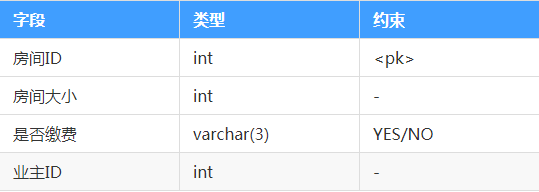 字段 类型 约束
房间ID int <pk>
房间大小 int -
是否缴费 varchar(3) YES/NO
业主ID int -